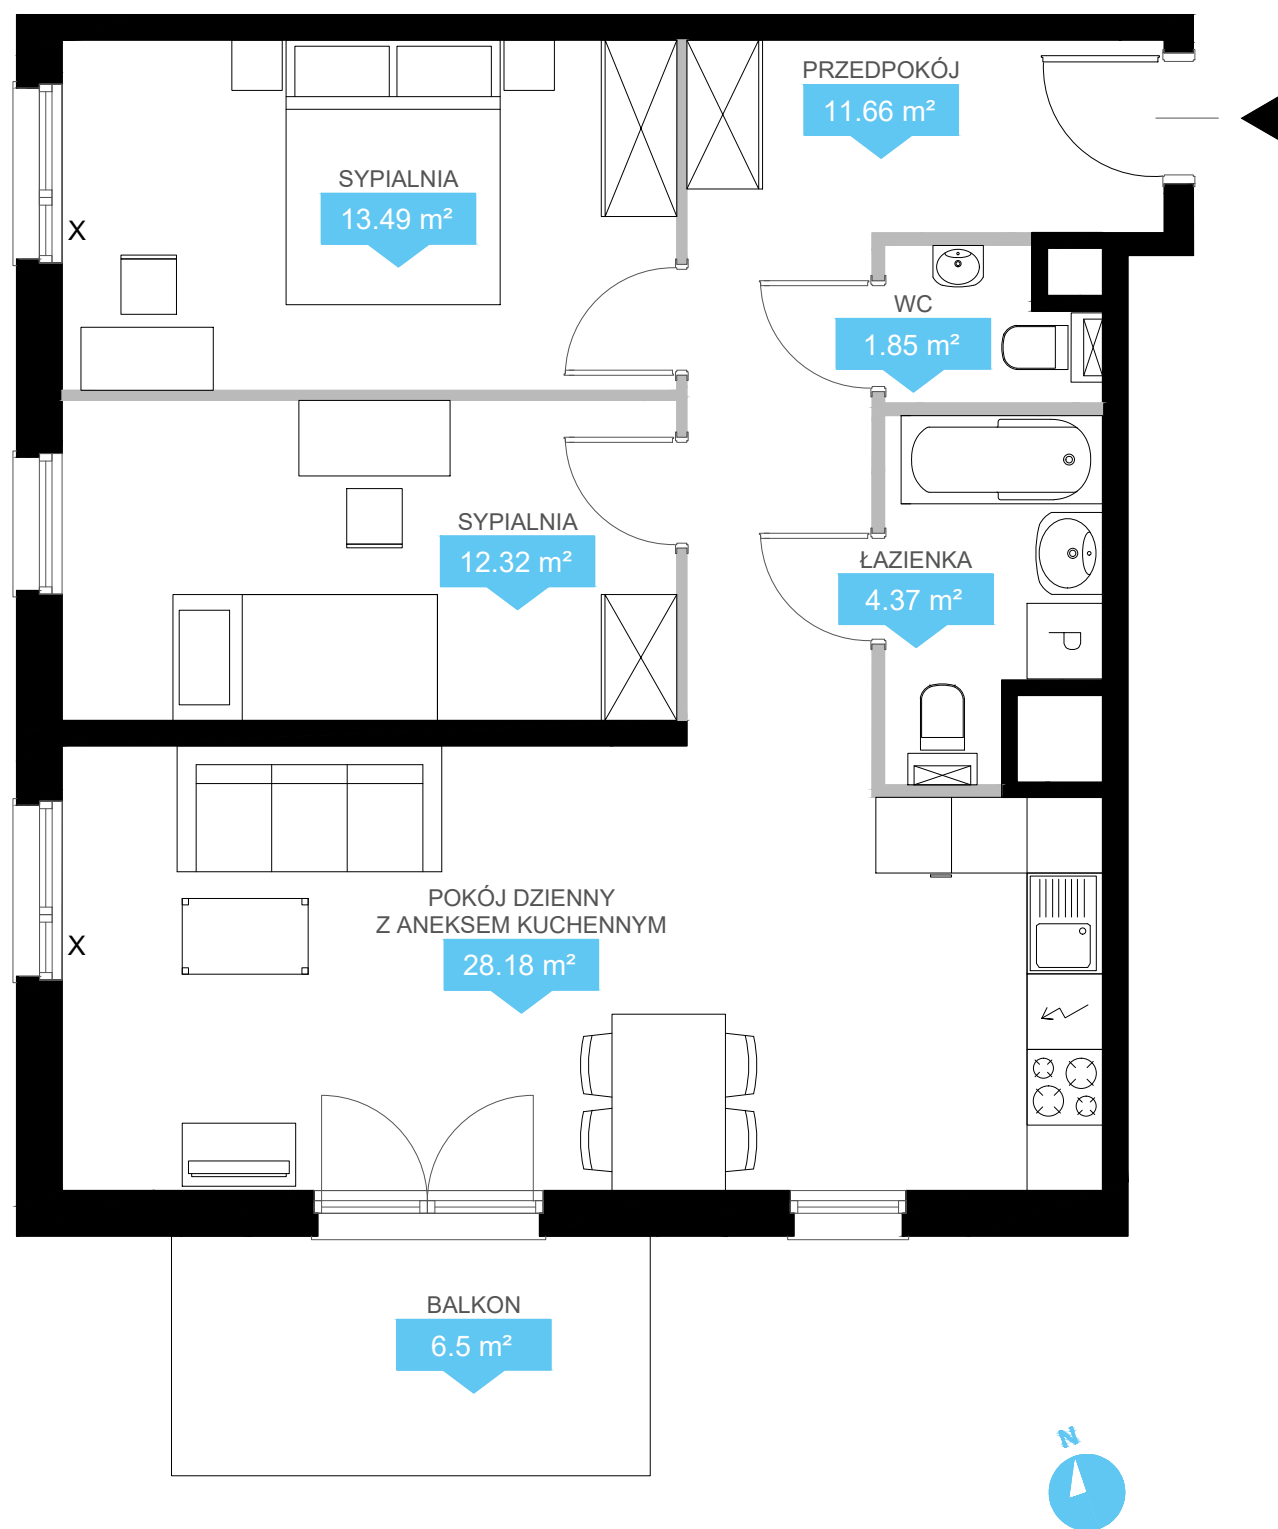 PRZEDPOKÓJ
11.66 m²
SYPIALNIA
13.49 m²
X
WC
1.85 m²
SYPIALNIA
12.32 m²
ŁAZIENKA
4.37 m²
P
POKÓJ DZIENNY
Z ANEKSEM KUCHENNYM
28.18 m²
X
BALKON
6.5 m²
N